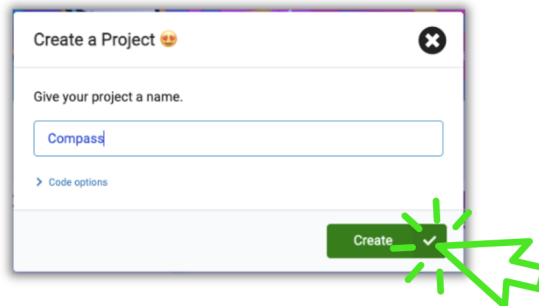 Create a Project 😍
Give your project a name.
Compass
Code options
Create